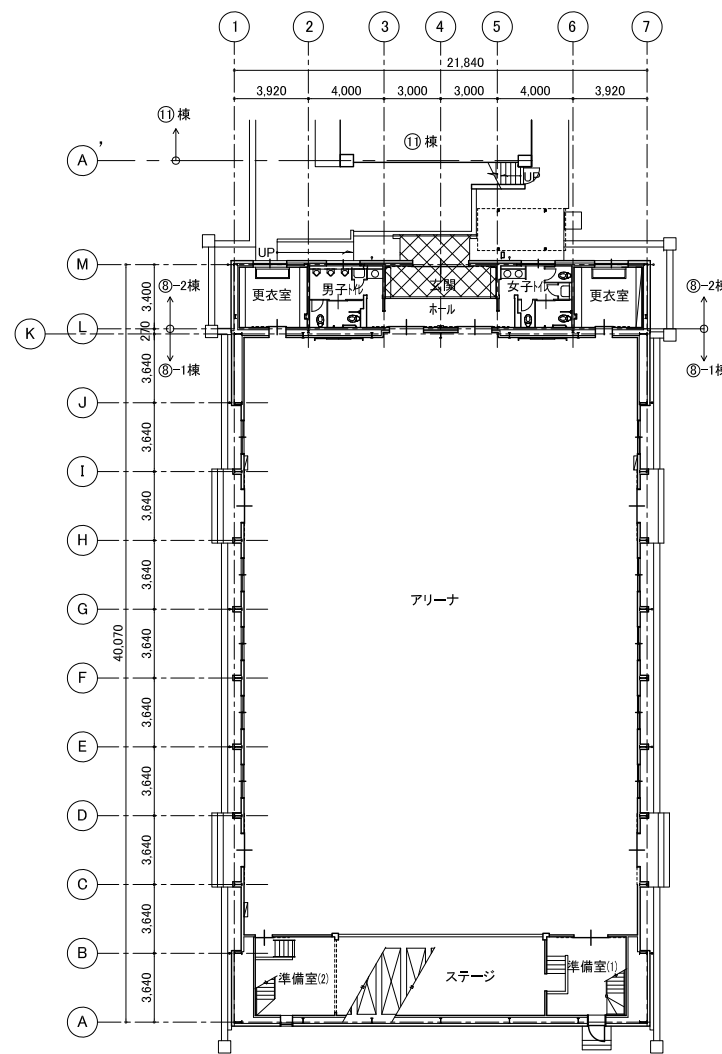 1 2 3 4 5 6 7
21,840
3,920 4,000 3,000 3,000 4,000 3,920
⑪棟
⑪棟
A'
UP
UP
M
3,400
更衣室 男子ﾄｲﾚ 玄関 女子ﾄｲﾚ 更衣室
⑧-2棟 ⑧-2棟
ホール
L
K
270
⑧-1棟 ⑧-1棟
3,640
J
3,640
I
3,640
H
3,640
G
アリーナ
40,070
3,640
F
3,640
E
3,640
D
3,640
C
3,640
B
準備室(2) ステージ 準備室(1)
3,640
A